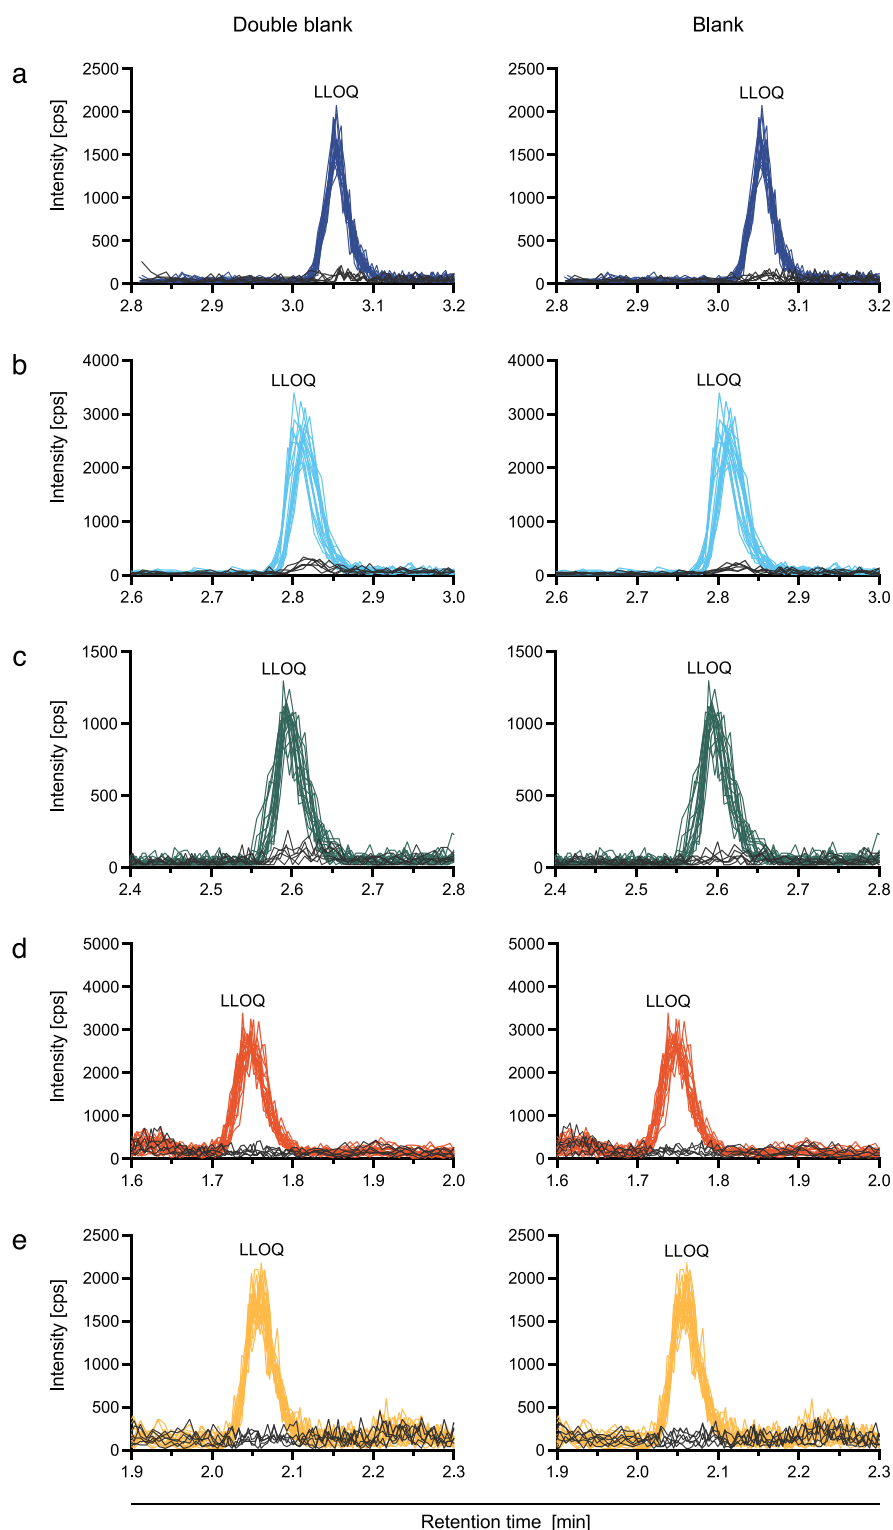 Double blank Blank
a
Intensity [cps]
2500 2000 1500 1000 500 0
LLOQ
2.8 2.9 3.0 3.1 3.2
2500 2000 1500 1000 500 0
LLOQ
2.8 2.9 3.0 3.1 3.2
b
Intensity [cps]
4000 3000 2000 1000 0
LLOQ
2.6 2.7 2.8 2.9 3.0
4000 3000 2000 1000 0
LLOQ
2.6 2.7 2.8 2.9 3.0
c
Intensity [cps]
1500 1000 500 0
LLOQ
2.4 2.5 2.6 2.7 2.8
1500 1000 500 0
LLOQ
2.4 2.5 2.6 2.7 2.8
d
Intensity [cps]
5000 4000 3000 2000 1000 0
LLOQ
1.6 1.7 1.8 1.9 2.0
5000 4000 3000 2000 1000 0
LLOQ
1.6 1.7 1.8 1.9 2.0
e
Intensity [cps]
2500 2000 1500 1000 500 0
LLOQ
1.9 2.0 2.1 2.2 2.3
2500 2000 1500 1000 500 0
LLOQ
1.9 2.0 2.1 2.2 2.3
Retention time [min]